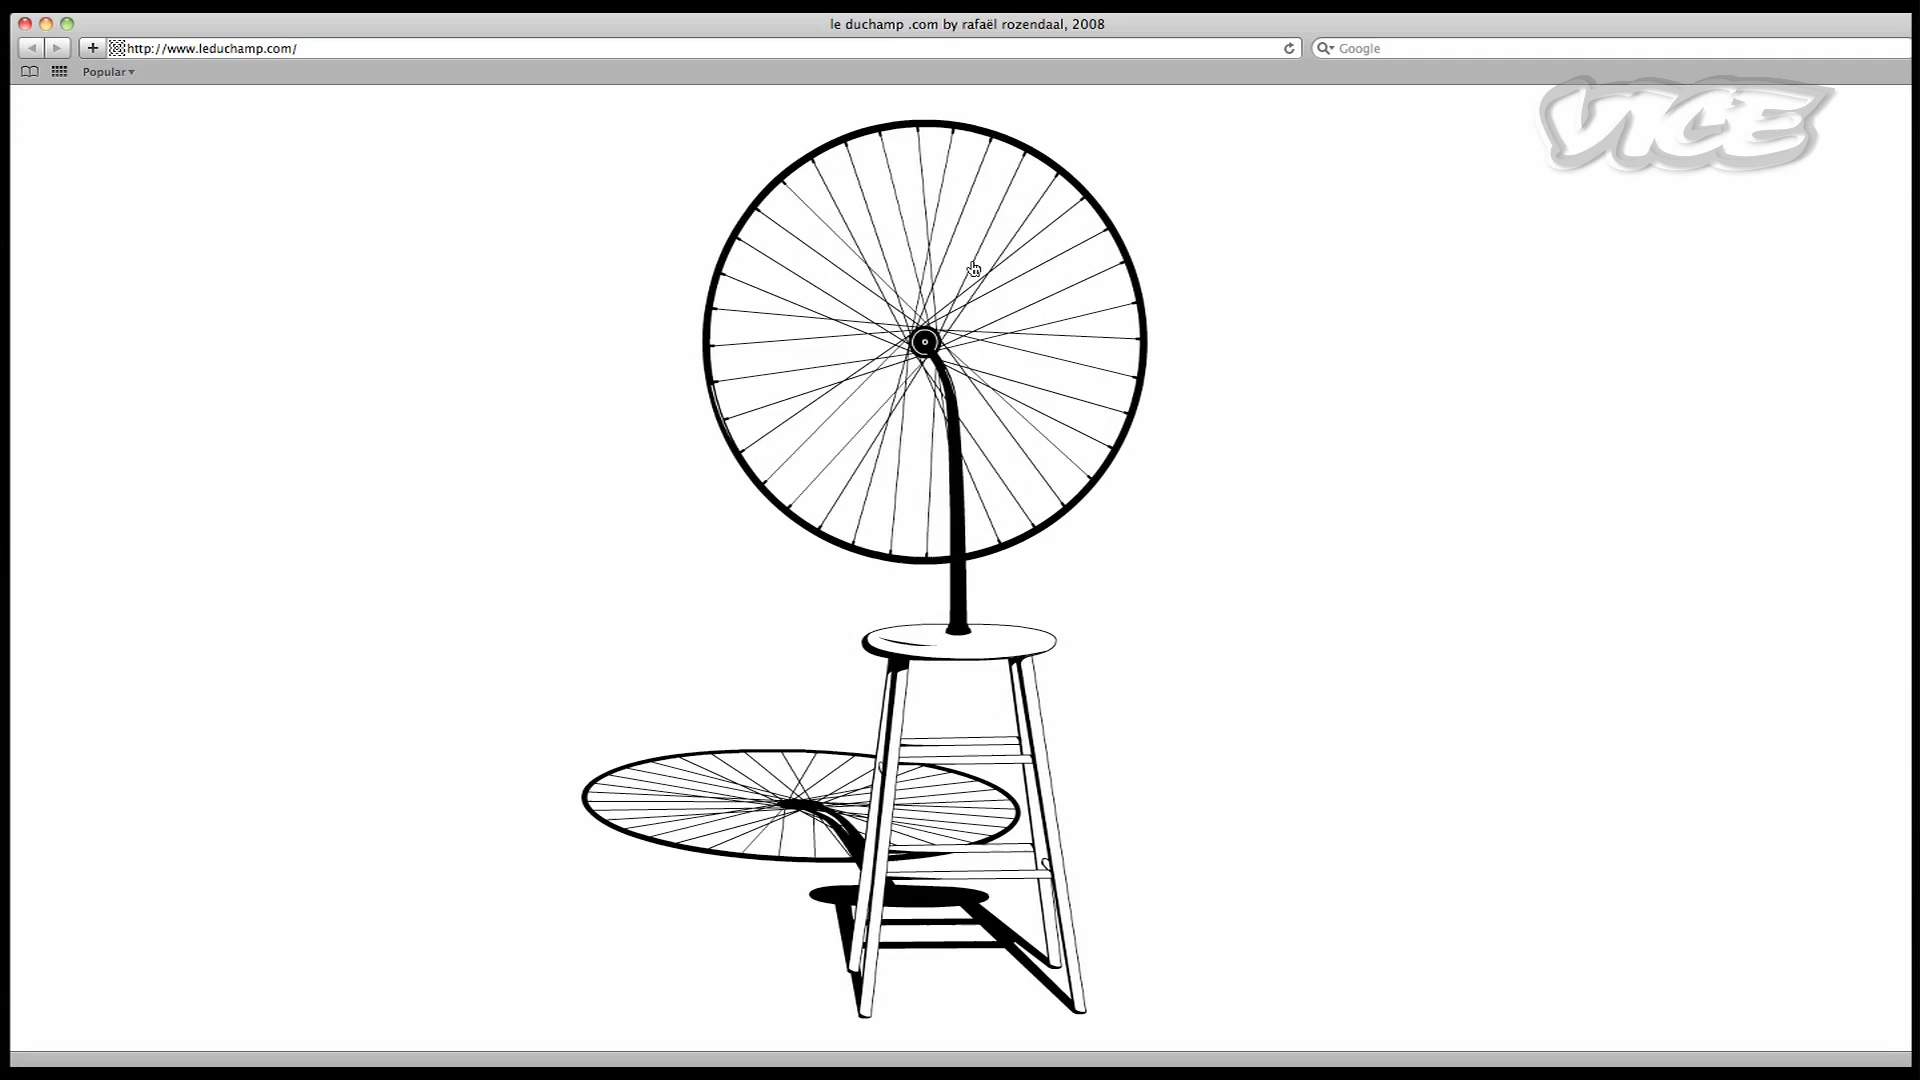 le duchamp .com by rafaël rozendaal, 2008
http://www.leduchamp.com/
Google
Popular
VICE